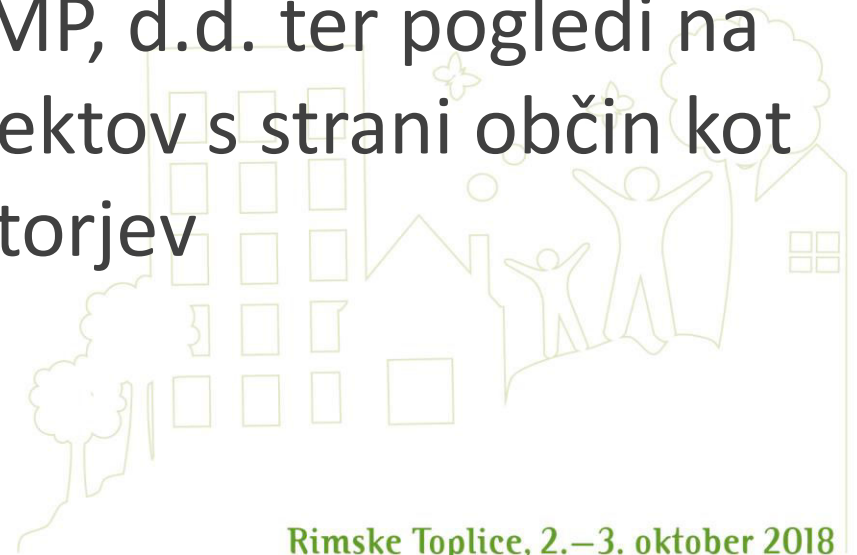 MP, d.d. ter pogledi na
ektov s strani občin kot
torjev
Rimske Toplice, 2.–3. oktober 2018